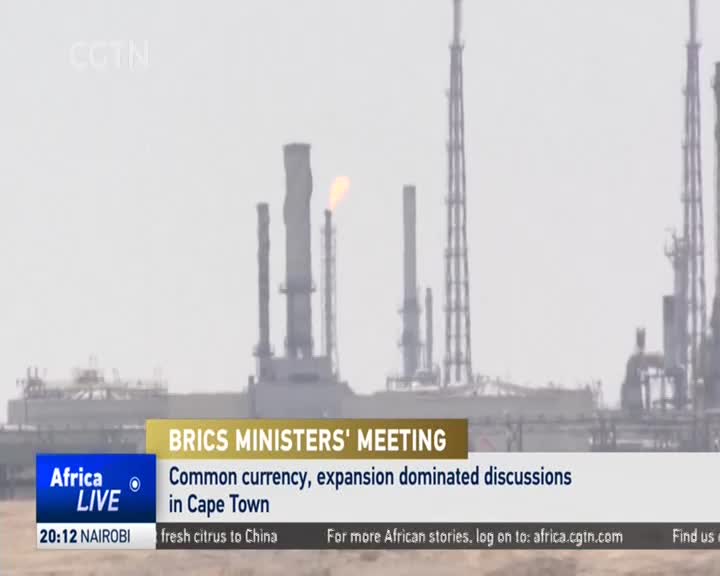 CGTN
BRICS MINISTERS' MEETING
Common currency, expansion dominated discussions
in Cape Town
Africa
LIVE
20:12 NAIROBI
fresh citrus to China For more African stories, log on to: africa.cgtn.com Find us